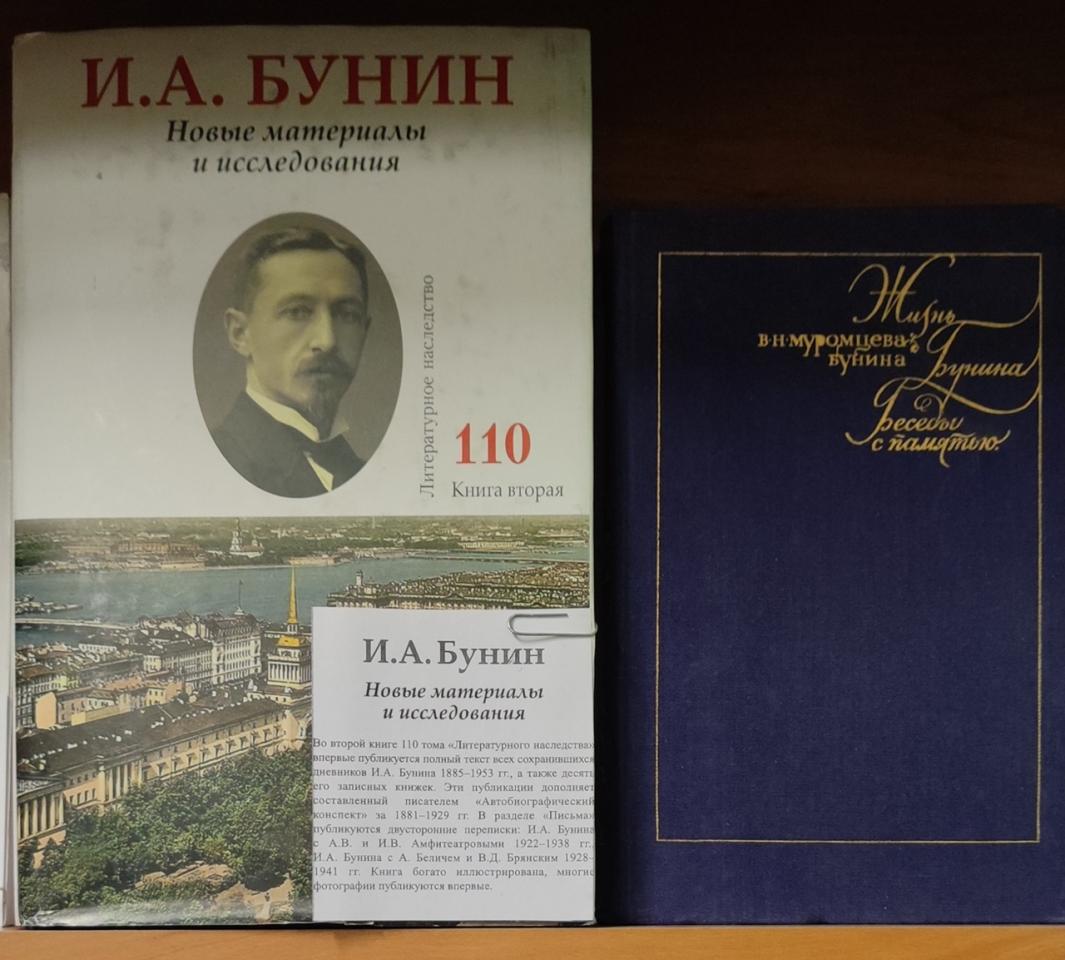 И.А. БУНИН
Новые материалы
и исследования
Литературное наследство
110
Книга вторая
И.А. Бунин
Новые материалы
и исследования
Во второй книге 110 тома «Литературного наследства»
впервые публикуется полный текст всех сохранившихся
дневников И.А. Бунина 1885–1953 гг., а также десять
его записных книжек. Эти публикации дополняет
составленный писателем «Автобиографический
конспект» за 1881–1929 гг. В разделе «Письма»
публикуются двусторонние переписки: И.А. Бунина
с А.В. и И.В. Амфитеатровыми 1922–1938 гг.,
И.А. Бунина с А. Беличем и В.Д. Брянским 1928–
1941 гг. Книга богато иллюстрирована, многие
фотографии публикуются впервые.
Жизнь
В·Н·МУРОМЦЕВА-
БУНИНА
Бунина
Беседы
с памятью.